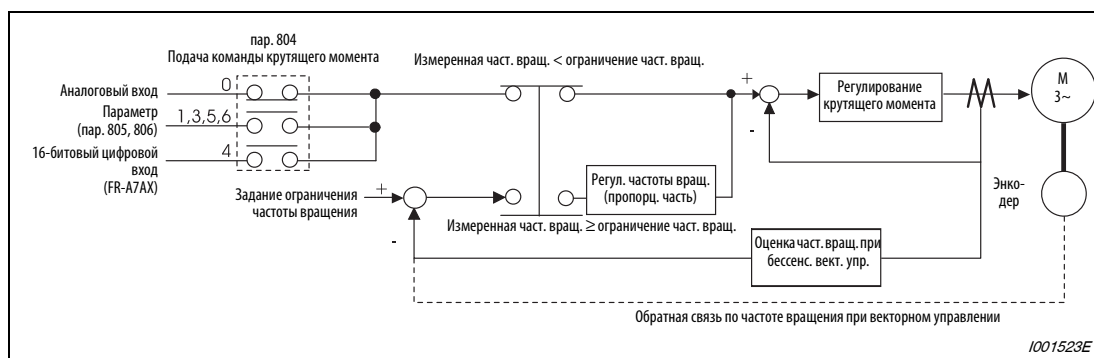 пар. 804
Подача команды крутящего момента
Измеренная част. вращ. < ограничение част. вращ.
Аналоговый вход
0
Параметр
(пар. 805, 806)
1,3,5,6
16-битовый цифровой
вход
(FR-A7AX)
4
+
-
Регулирование
крутящего момента
M
3~
Задание ограничения
частоты вращения
+
-
Регул. частоты вращ.
(пропорц. часть)
Измеренная част. вращ. ≥ ограничение част. вращ.
Энко-
дер
Оценка част. вращ. при
бессенс. вект. упр.
Обратная связь по частоте вращения при векторном управлении
I001523E